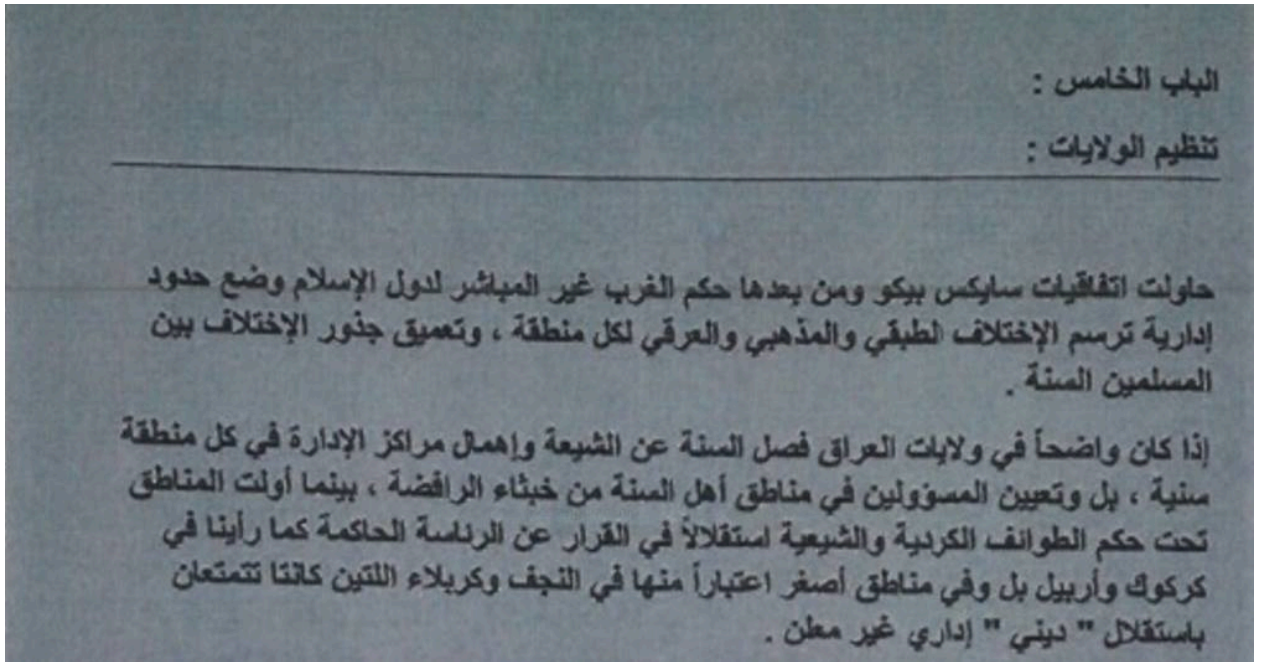 الباب الخامس :
تنظيم الولايات :
حاولت اتفاقيات سايكس بيكو ومن بعدها حكم الغرب غير المباشر لدول الإسلام وضع حدود
إدارية ترسم الإختلاف الطبقي والمذهبي والعرقي لكل منطقة ، وتعميق جذور الإختلاف بين
المسلمين السنة .
إذا كان واضحاً في ولايات العراق فصل السنة عن الشيعة وإهمال مراكز الإدارة في كل منطقة
سنية ، بل وتعيين المسؤولين في مناطق أهل السنة من خبثاء الرافضة ، بينما أولت المناطق
تحت حكم الطوائف الكردية والشيعية استقلالاً في القرار عن الرئاسة الحاكمة كما رأينا في
كركوك وأربيل بل وفي مناطق أصغر اعتباراً منها في النجف وكربلاء اللتين كانتا تتمتعان
باستقلال " ديني " إداري غير معلن .